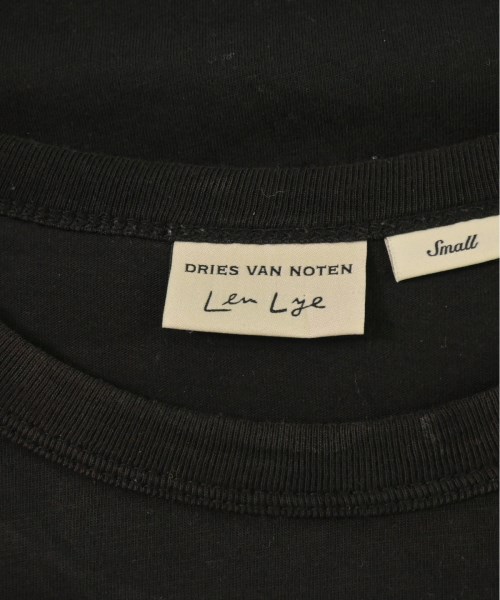 DRIES VAN NOTEN
Len Lye
Small